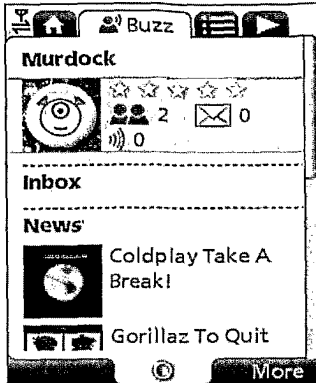 Buzz
Murdock
2 0
0
Inbox
News
Coldplay Take A
Break!
Gorillaz To Quit
More